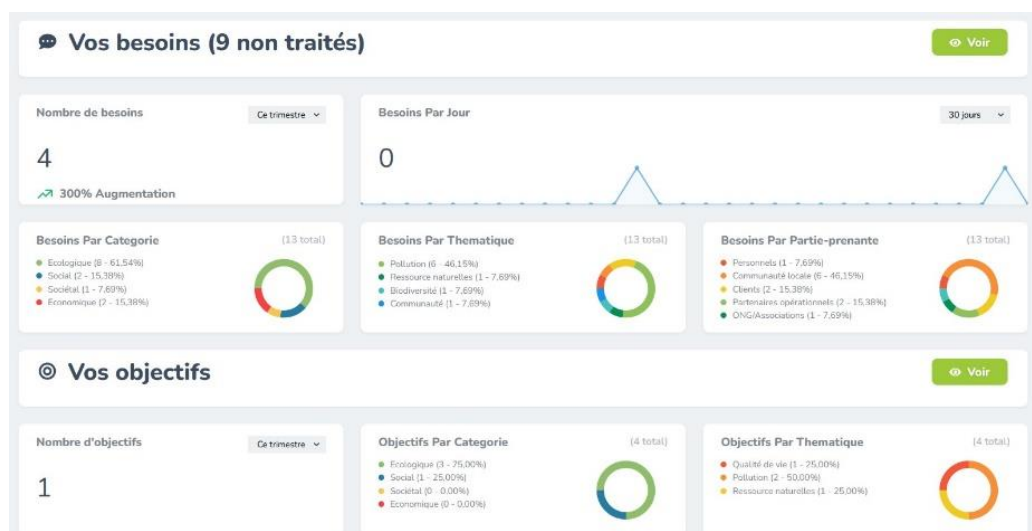 Vos besoins (9 non traités)
Voir
Nombre de besoins
Ce trimestre
4
300% Augmentation
Besoins Par Jour
30 jours
0
Besoins Par Categorie
(13 total)
Ecologique (8 - 61,54%)
Social (2 - 15,38%)
Sociétal (1 - 7,69%)
Economique (2 - 15,38%)
Besoins Par Thematique
(13 total)
Pollution (6 - 46,15%)
Ressource naturelles (1 - 7,69%)
Biodiversité (1 - 7,69%)
Communauté (1 - 7,69%)
Besoins Par Partie-prenante
(13 total)
Personnels (1 - 7,69%)
Communauté locale (6 - 46,15%)
Clients (2 - 15,38%)
Partenaires opérationnels (2 - 15,38%)
ONG/Associations (1 - 7,69%)
Vos objectifs
Voir
Nombre d'objectifs
Ce trimestre
1
Objectifs Par Categorie
(4 total)
Ecologique (3 - 75,00%)
Social (1 - 25,00%)
Sociétal (0 - 0,00%)
Economique (0 - 0,00%)
Objectifs Par Thematique
(4 total)
Qualité de vie (1 - 25,00%)
Pollution (2 - 50,00%)
Ressource naturelles (1 - 25,00%)